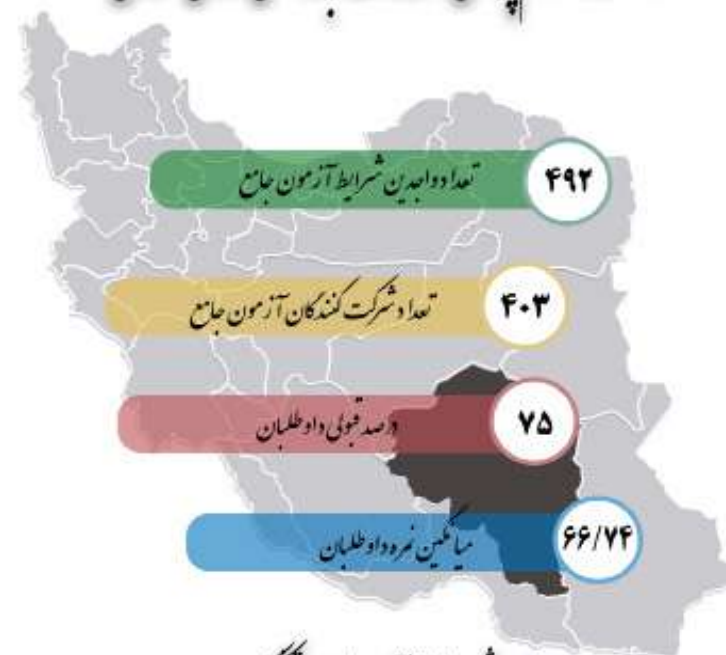 تعداد واجدین شرایط آزمون جامع ۴۹۲
تعداد شرکت کنندگان آزمون جامع ۴۰۳
درصد قبولی داوطلبان ۷۵
میانگین نمره داوطلبان ۶۶/۷۴